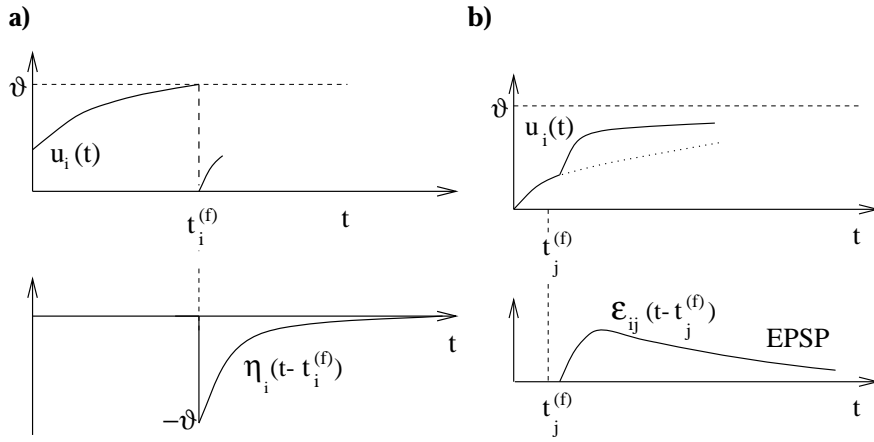 a)
ϑ
u_i(t)
t_i^(f)
t
η_i(t- t_i^(f))
t
−ϑ
b)
ϑ
u_i(t)
t_j^(f)
t
ε_ij(t- t_j^(f))
EPSP
t_j^(f)
t